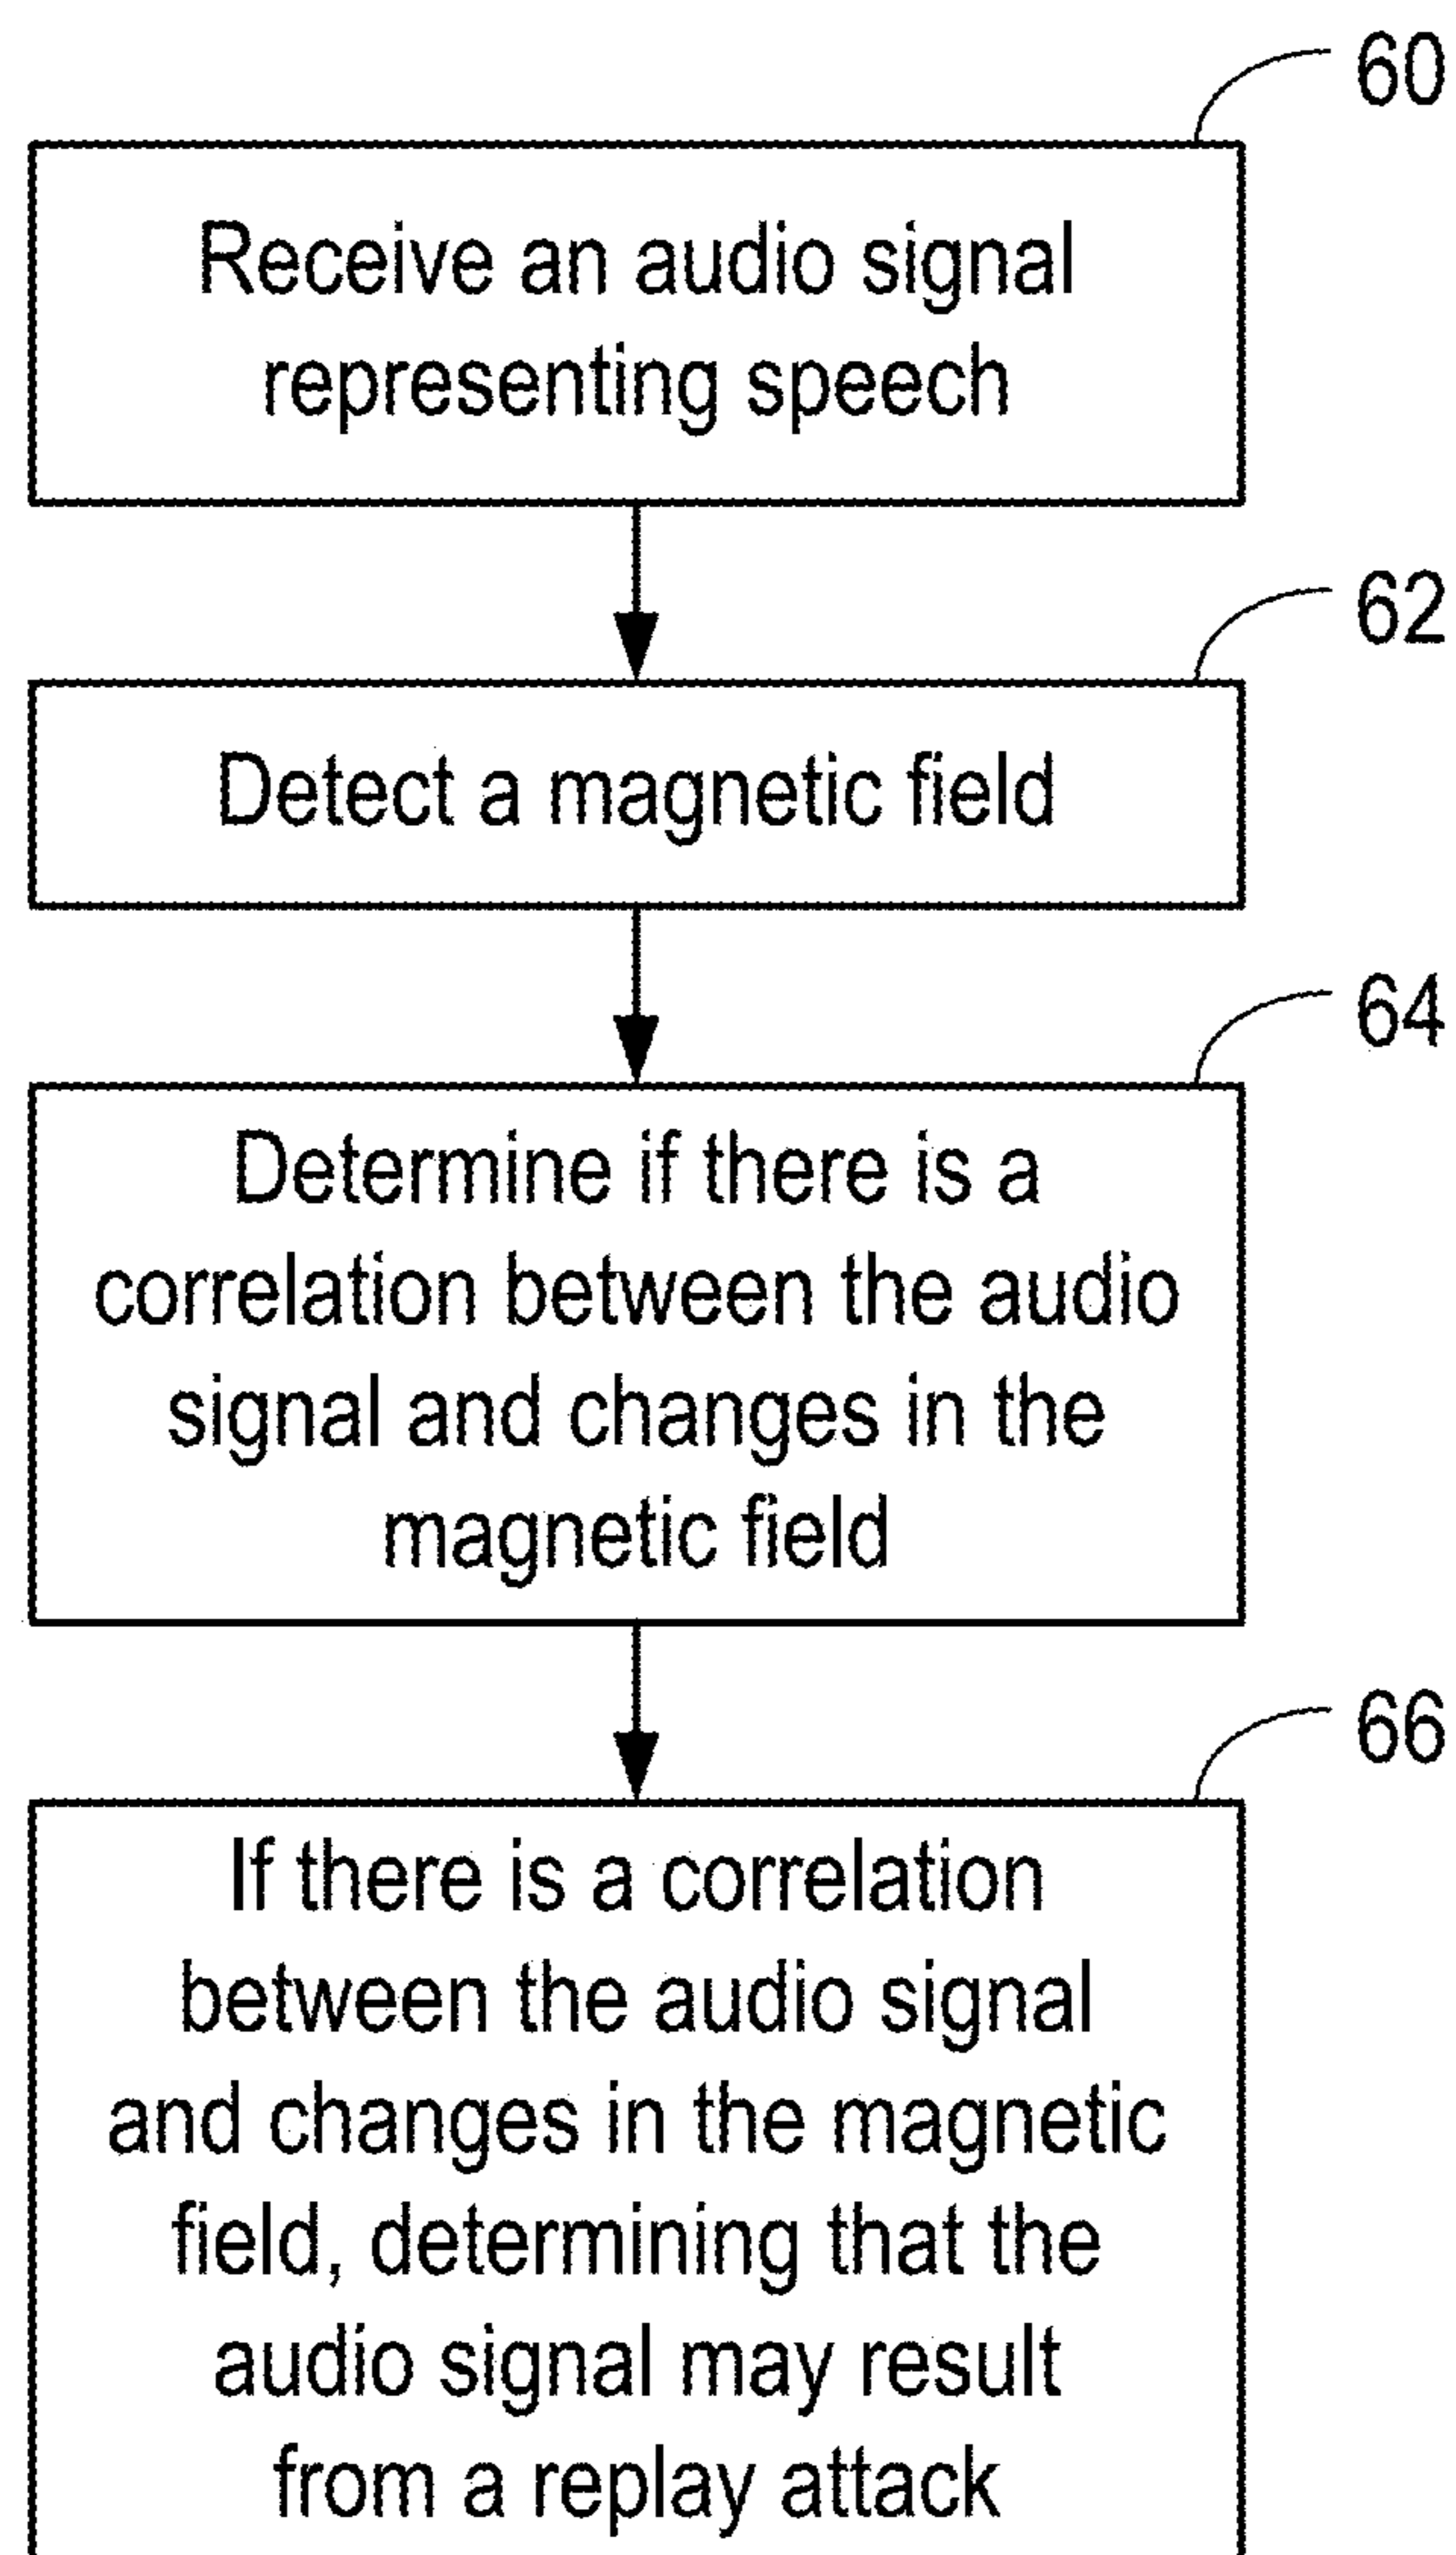 60
Receive an audio signal
representing speech
62
Detect a magnetic field
64
Determine if there is a
correlation between the audio
signal and changes in the
magnetic field
66
If there is a correlation
between the audio signal
and changes in the magnetic
field, determining that the
audio signal may result
from a replay attack